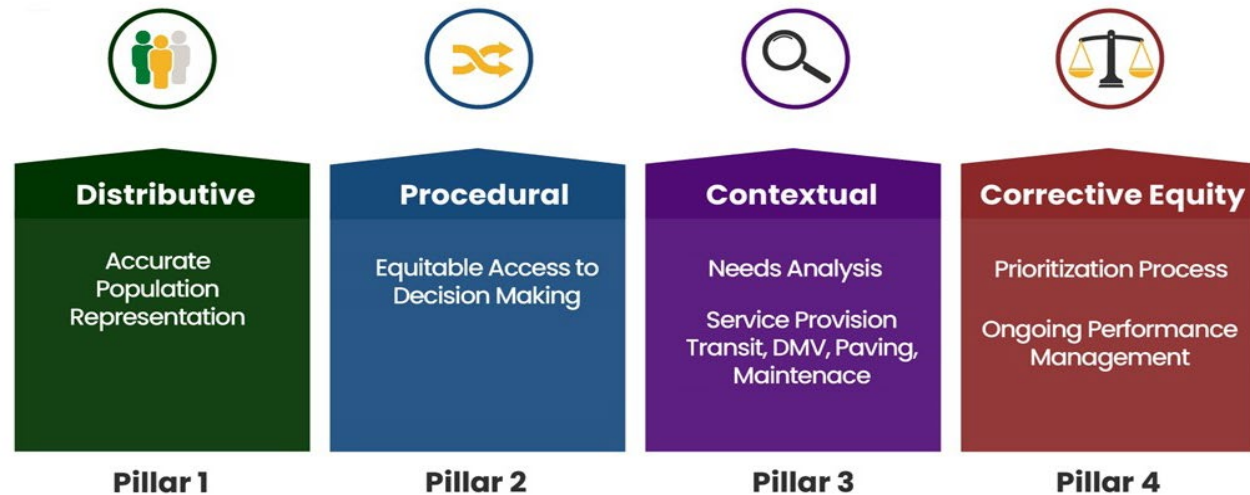 Distributive
Accurate
Population
Representation
Pillar 1
Procedural
Equitable Access to
Decision Making
Pillar 2
Contextual
Needs Analysis
Service Provision
Transit, DMV, Paving,
Maintenace
Pillar 3
Corrective Equity
Prioritization Process
Ongoing Performance
Management
Pillar 4